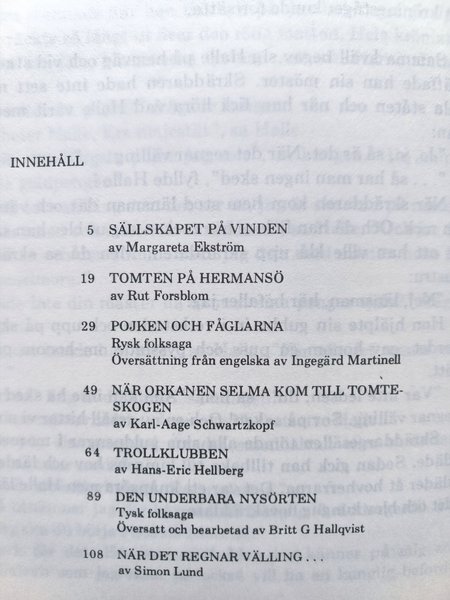 INNEHÅLL
5 SÄLLSKAPET PÅ VINDEN
av Margareta Ekström
19 TOMTEN PÅ HERMANSÖ
av Rut Forsblom
29 POJKEN OCH FÅGLARNA
Rysk folksaga
Översättning från engelska av Ingegärd Martinell
49 NÄR ORKANEN SELMA KOM TILL TOMTE-
SKOGEN
av Karl-Aage Schwartzkopf
64 TROLLKLUBBEN
av Hans-Eric Hellberg
89 DEN UNDERBARA NYSÖRTEN
Tysk folksaga
Översatt och bearbetad av Britt G Hallqvist
108 NÄR DET REGNAR VÄLLING . . .
av Simon Lund